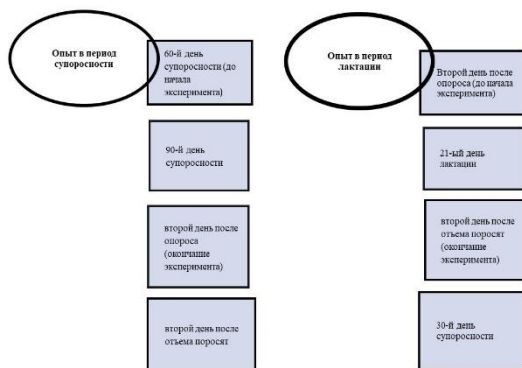 Опыт в период
супоросности
60-й день
супоросности (до
начала
эксперимента)
90-й день
супоросности
второй день после
опороса
(окончание
эксперимента)
второй день после
отъема поросят
Опыт в период
лактации
Второй день после
опороса (до начала
эксперимента)
21-ый день
лактации
второй день после
отъема поросят
(окончание
эксперимента)
30-й день
супоросности